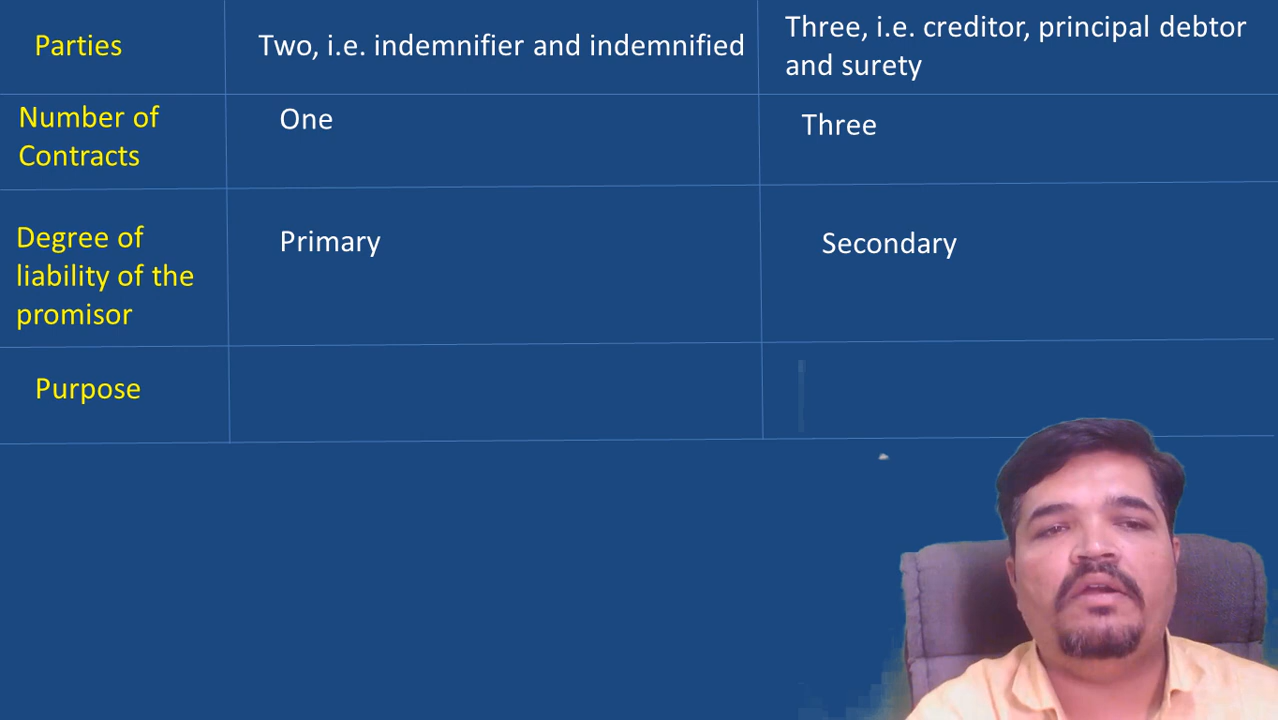 Parties
Two, i.e. indemnifier and indemnified
Three, i.e. creditor, principal debtor
and surety
Number of
Contracts
One
Three
Degree of
liability of the
promisor
Primary
Secondary
Purpose